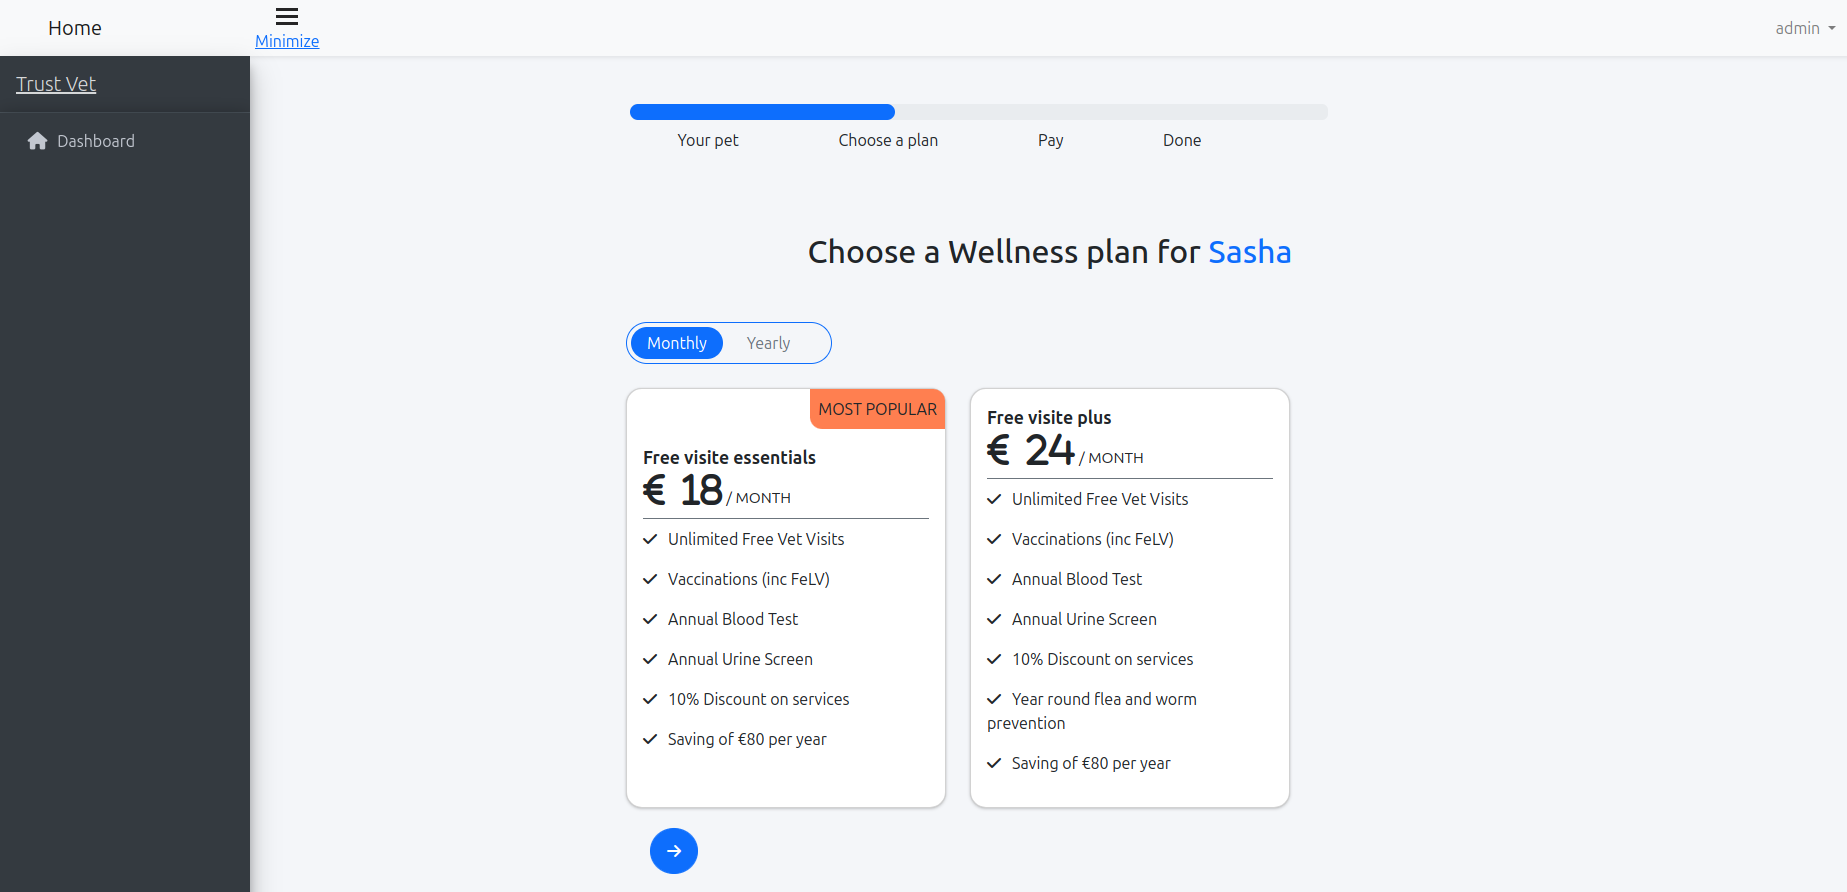 Home
Minimize
admin
Trust Vet
Dashboard
Your pet
Choose a plan
Pay
Done
Choose a Wellness plan for Sasha
Monthly
Yearly
MOST POPULAR
Free visite essentials
€ 18 / MONTH
Unlimited Free Vet Visits
Vaccinations (inc FeLV)
Annual Blood Test
Annual Urine Screen
10% Discount on services
Saving of €80 per year
Free visite plus
€ 24 / MONTH
Unlimited Free Vet Visits
Vaccinations (inc FeLV)
Annual Blood Test
Annual Urine Screen
10% Discount on services
Year round flea and worm
prevention
Saving of €80 per year